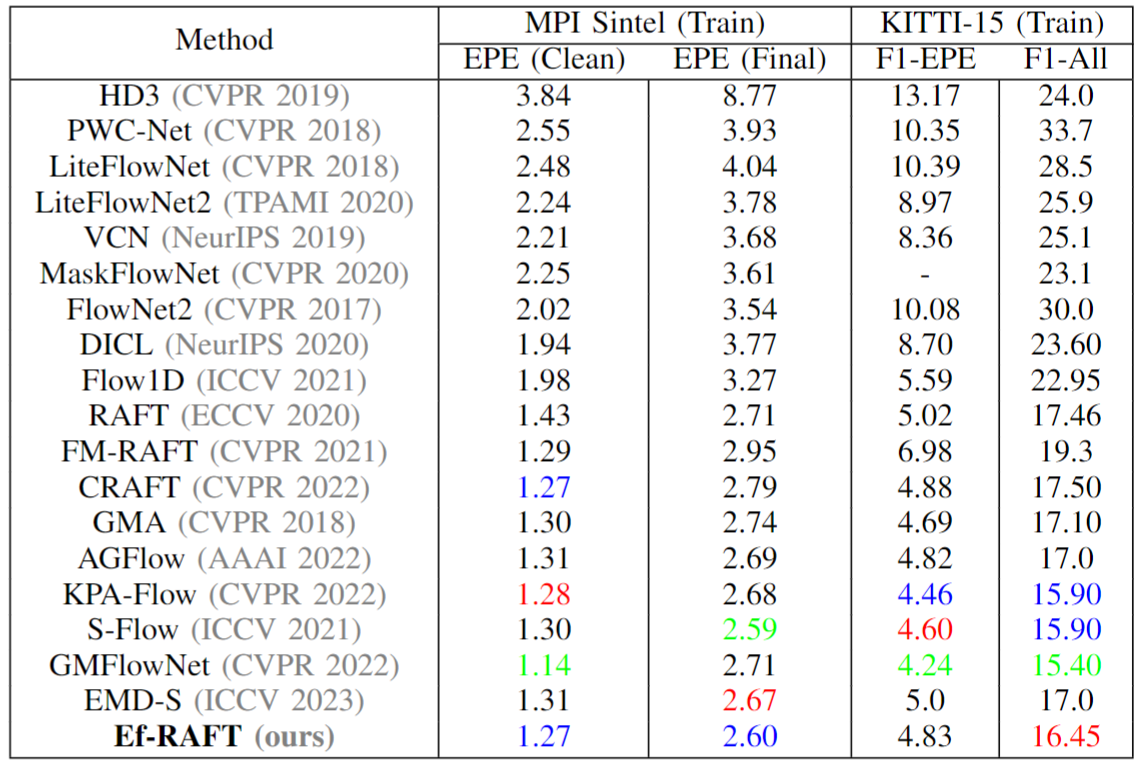 Method MPI Sintel (Train) KITTI-15 (Train)
EPE (Clean) EPE (Final) F1-EPE F1-All
HD3 (CVPR 2019) 3.84 8.77 13.17 24.0
PWC-Net (CVPR 2018) 2.55 3.93 10.35 33.7
LiteFlowNet (CVPR 2018) 2.48 4.04 10.39 28.5
LiteFlowNet2 (TPAMI 2020) 2.24 3.78 8.97 25.9
VCN (NeurIPS 2019) 2.21 3.68 8.36 25.1
MaskFlowNet (CVPR 2020) 2.25 3.61 - 23.1
FlowNet2 (CVPR 2017) 2.02 3.54 10.08 30.0
DICL (NeurIPS 2020) 1.94 3.77 8.70 23.60
Flow1D (ICCV 2021) 1.98 3.27 5.59 22.95
RAFT (ECCV 2020) 1.43 2.71 5.02 17.46
FM-RAFT (CVPR 2021) 1.29 2.95 6.98 19.3
CRAFT (CVPR 2022) 1.27 2.79 4.88 17.50
GMA (CVPR 2018) 1.30 2.74 4.69 17.10
AGFlow (AAAI 2022) 1.31 2.69 4.82 17.0
KPA-Flow (CVPR 2022) 1.28 2.68 4.46 15.90
S-Flow (ICCV 2021) 1.30 2.59 4.60 15.90
GMFlowNet (CVPR 2022) 1.14 2.71 4.24 15.40
EMD-S (ICCV 2023) 1.31 2.67 5.0 17.0
Ef-RAFT (ours) 1.27 2.60 4.83 16.45